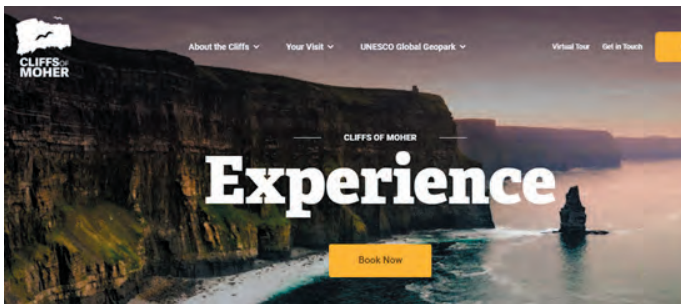 CLIFFS OF
MOHER
About the Cliffs
Your Visit
UNESCO Global Geopark
Virtual Tour
Get in Touch
CLIFFS OF MOHER
Experience
Book Now